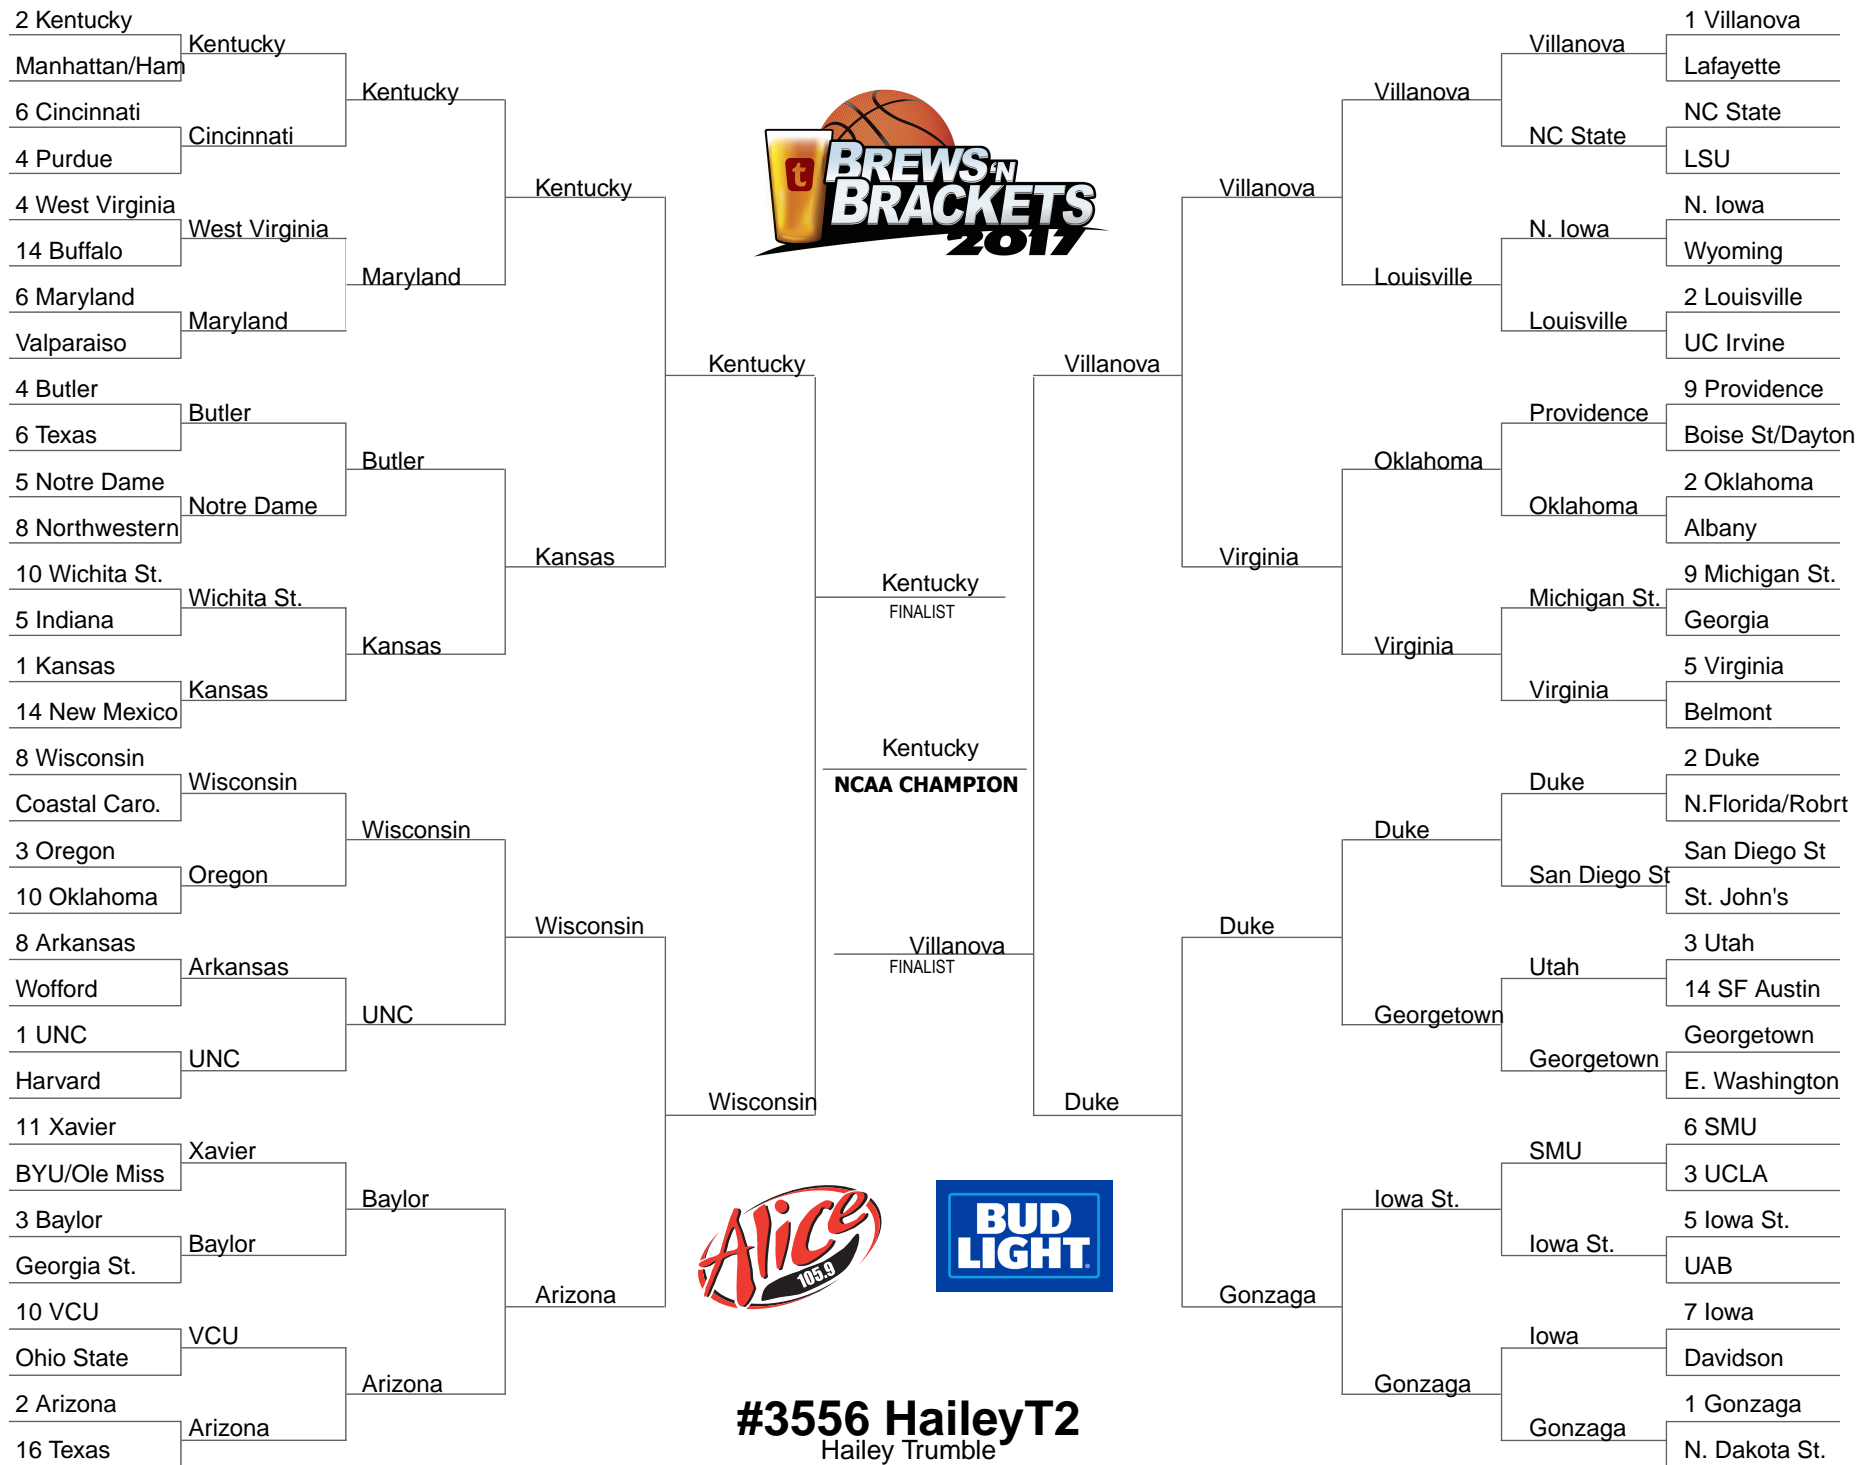 2 Kentucky
Manhattan/Ham
6 Cincinnati
4 Purdue
4 West Virginia
14 Buffalo
6 Maryland
Valparaiso
4 Butler
6 Texas
5 Notre Dame
8 Northwestern
10 Wichita St.
5 Indiana
1 Kansas
14 New Mexico
8 Wisconsin
Coastal Caro.
3 Oregon
10 Oklahoma
8 Arkansas
Wofford
1 UNC
Harvard
11 Xavier
BYU/Ole Miss
3 Baylor
Georgia St.
10 VCU
Ohio State
2 Arizona
16 Texas
Kentucky
Cincinnati
West Virginia
Maryland
Butler
Notre Dame
Wichita St.
Kansas
Wisconsin
Oregon
Arkansas
UNC
Xavier
Baylor
VCU
Arizona
Kentucky
Maryland
Butler
Kansas
Wisconsin
UNC
Baylor
Arizona
Kentucky
Kansas
Wisconsin
Arizona
Kentucky
Wisconsin
t
BREWS 'N
BRACKETS
2017
Kentucky
FINALIST
Kentucky
NCAA CHAMPION
Villanova
FINALIST
Alice
105.9
BUD
LIGHT
#3556 HaileyT2
Hailey Trumble
Villanova
Duke
Villanova
Virginia
Duke
Gonzaga
Villanova
Louisville
Oklahoma
Virginia
Duke
Georgetown
Iowa St.
Gonzaga
Villanova
NC State
N. Iowa
Louisville
Providence
Oklahoma
Michigan St.
Virginia
Duke
San Diego St
Utah
Georgetown
SMU
Iowa St.
Iowa
Gonzaga
1 Villanova
Lafayette
NC State
LSU
N. Iowa
Wyoming
2 Louisville
UC Irvine
9 Providence
Boise St/Dayton
2 Oklahoma
Albany
9 Michigan St.
Georgia
5 Virginia
Belmont
2 Duke
N.Florida/Robrt
San Diego St
St. John's
3 Utah
14 SF Austin
Georgetown
E. Washington
6 SMU
3 UCLA
5 Iowa St.
UAB
7 Iowa
Davidson
1 Gonzaga
N. Dakota St.